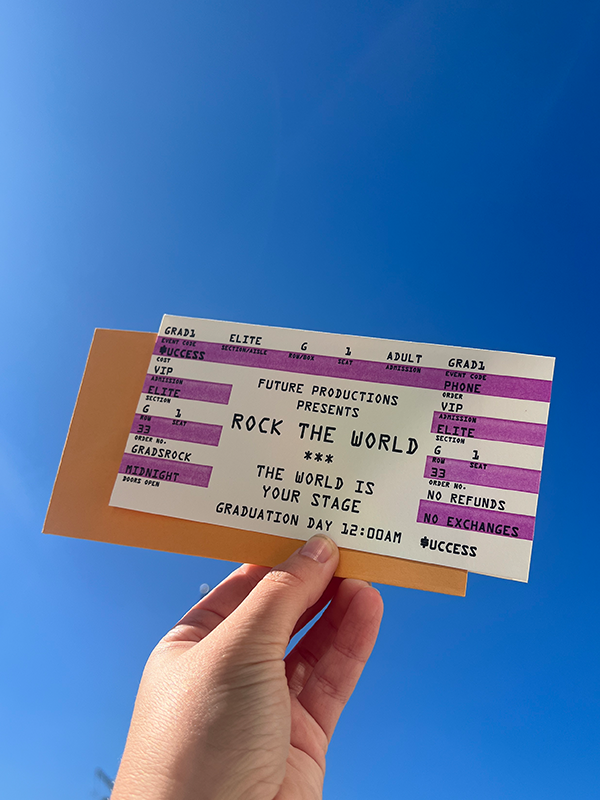 GRAD1 ELITE G 1 ADULT GRAD1
EVENT CODE SECTION/AISLE ROW/BOX SEAT ADMISSION EVENT CODE
$UCCESS
COST
VIP
ELITE
SECTION
G 1
ROW SEAT
33
ORDER NO.
GRADSROCK
MIDNIGHT
DOORS OPEN
FUTURE PRODUCTIONS
PRESENTS
ROCK THE WORLD
***
THE WORLD IS
YOUR STAGE
GRADUATION DAY 12:00AM
PHONE
ORDER
VIP
ADMISSION
ELITE
SECTION
G 1
ROW SEAT
33
ORDER NO.
NO REFUNDS
NO EXCHANGES
$UCCESS